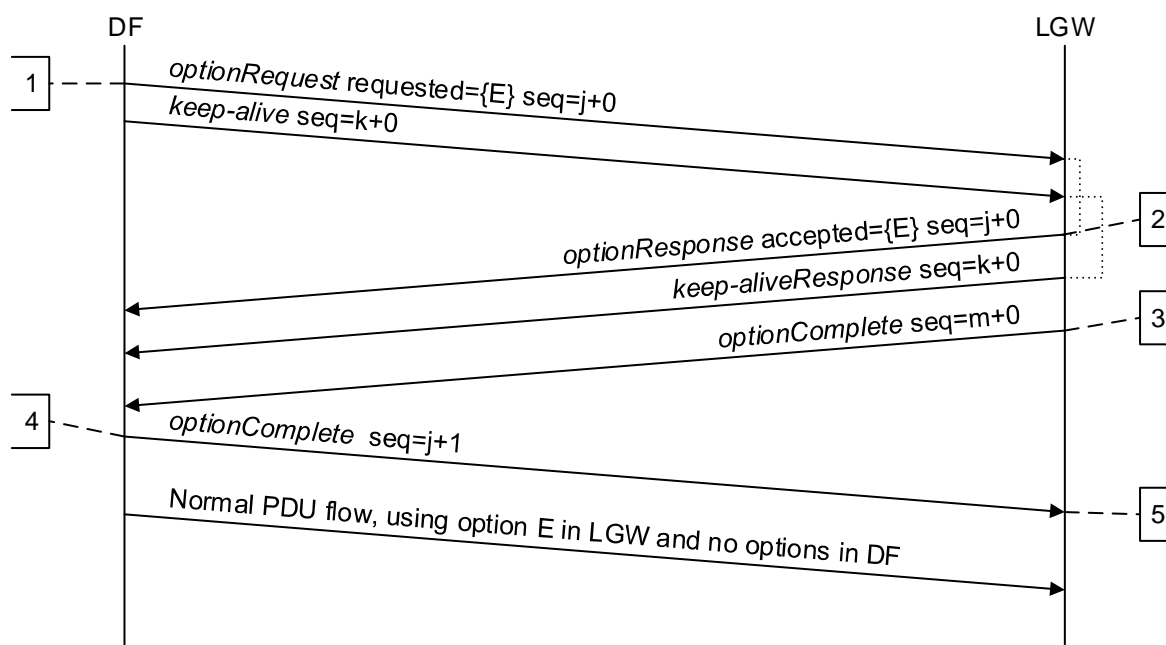 DF
LGW
1
optionRequest requested={E} seq=j+0
keep-alive seq=k+0
2
optionResponse accepted={E} seq=j+0
keep-aliveResponse seq=k+0
3
optionComplete seq=m+0
4
optionComplete seq=j+1
5
Normal PDU flow, using option E in LGW and no options in DF